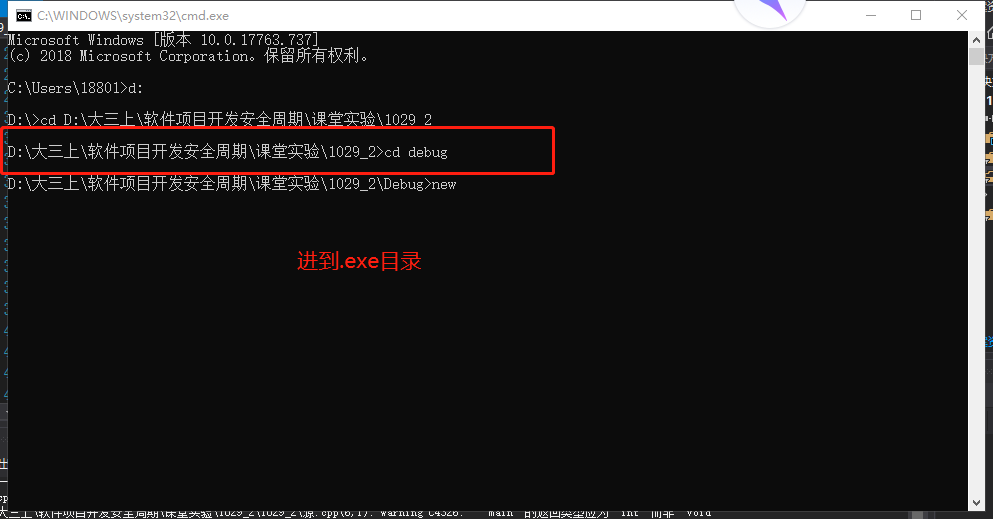 C:\WINDOWS\system32\cmd.exe
Microsoft Windows [版本 10.0.17763.737]
(c) 2018 Microsoft Corporation。保留所有权利。
C:\Users\18801>d:
D:\>cd D:\大三上\软件项目开发安全周期\课堂实验\1029_2
D:\大三上\软件项目开发安全周期\课堂实验\1029_2>cd debug
D:\大三上\软件项目开发安全周期\课堂实验\1029_2\Debug>new
进到.exe目录
大三上\软件项目开发安全周期\课堂实验\1029_2\1029_2\源.cpp(6,1): warning C4326: "main"的返回类型应为"int"而非"void"